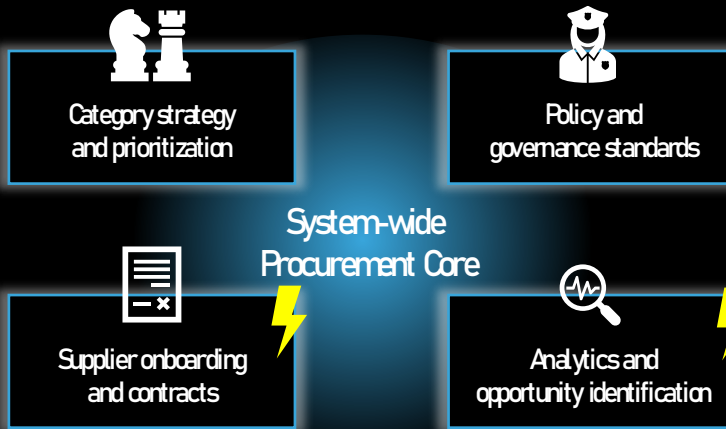 Category strategy
and prioritization
Policy and
governance standards
System-wide
Procurement Core
Supplier onboarding
and contracts
Analytics and
opportunity identification